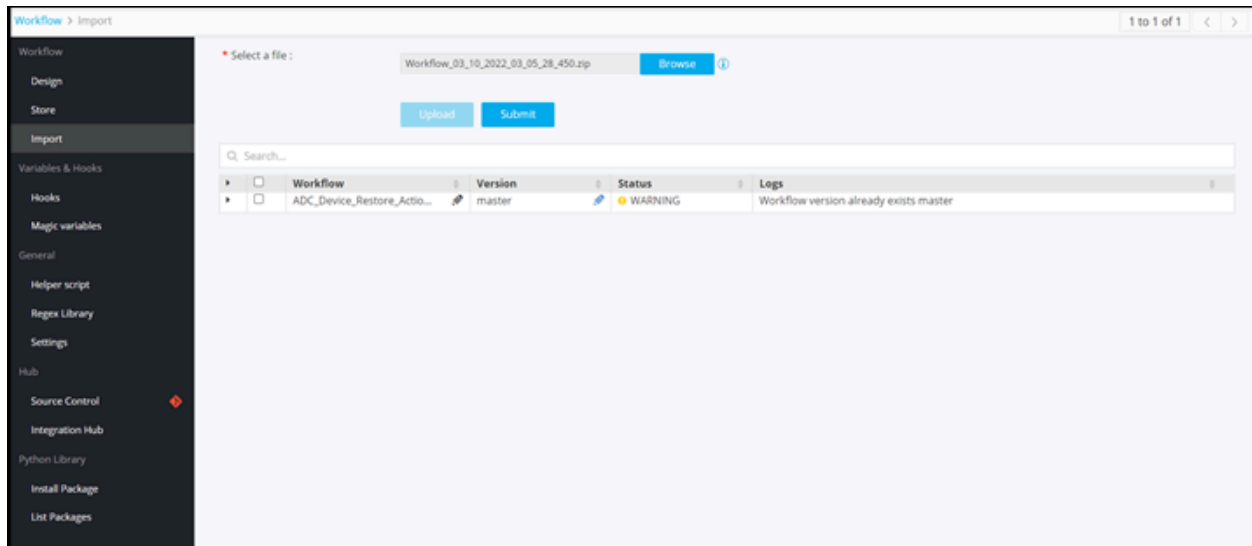 Workflow > Import
1 to 1 of 1 < >
Workflow
Design
Store
Import
Variables & Hooks
Hooks
Magic variables
General
Helper script
Regex Library
Settings
Hub
Source Control
Integration Hub
Python Library
Install Package
List Packages
* Select a file :
Workflow_03_10_2022_03_05_28_450.zip
Browse
Upload
Submit
Search...
Workflow Version Status Logs
ADC_Device_Restore_Actio... master WARNING Workflow version already exists master